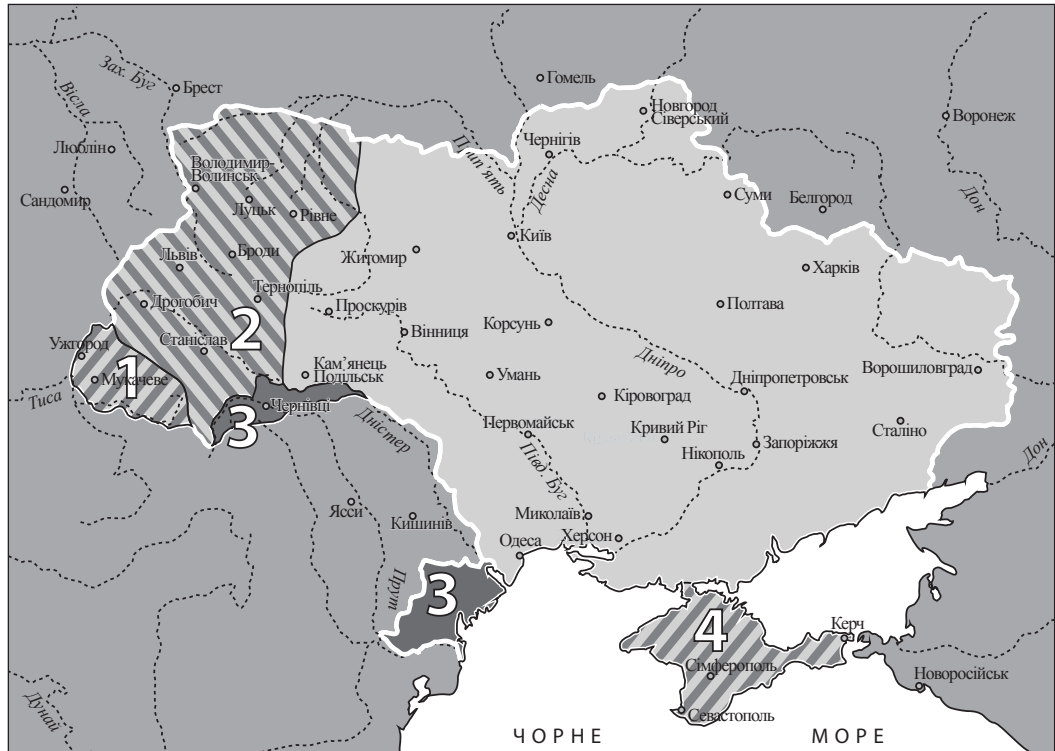 Гомель
Зах. Буг
Брест
Вісла
Новгород
Сіверський
Воронеж
Чернігів
Люблін
Прип'ять
Десна
Володимир-
Волинськ
Сандомир
Суми
Белгород
Дон
Луцьк
Рівне
Київ
Житомир
Львів
Броди
Харків
Тернопіль
Дрогобич
Проскурів
Полтава
2
Корсунь
Вінниця
Станіслав
Ужгород
Дніпро
Кам’янець
Подільськ
Умань
Ворошиловград
1
Мукачеве
Дніпропетровськ
Тиса
Кіровоград
3
Чернівці
Дністер
Первомайськ
Кривий Ріг
Сталіно
Запоріжжя
Нікополь
Дон
Півд. Буг
Ясси
Кишинів
Миколаїв
Одеса
Херсон
Прут
3
4
Керч
Сімферополь
Новоросійськ
Дунай
Севастополь
ЧОРНЕ МОРЕ